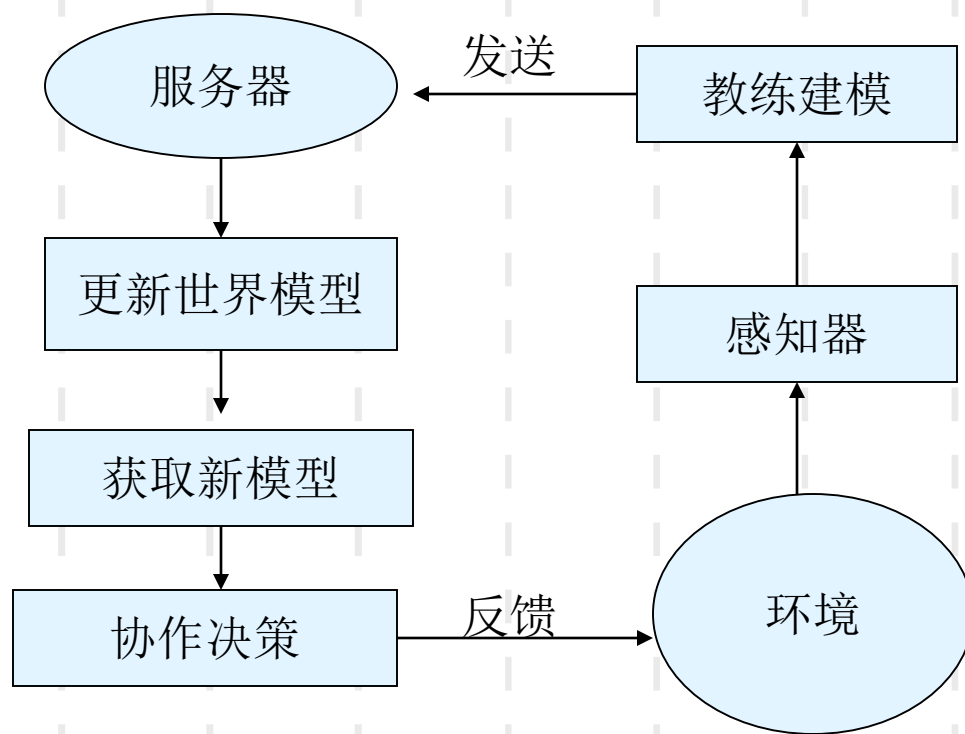 服务器
发送
教练建模
更新世界模型
感知器
获取新模型
协作决策
反馈
环境